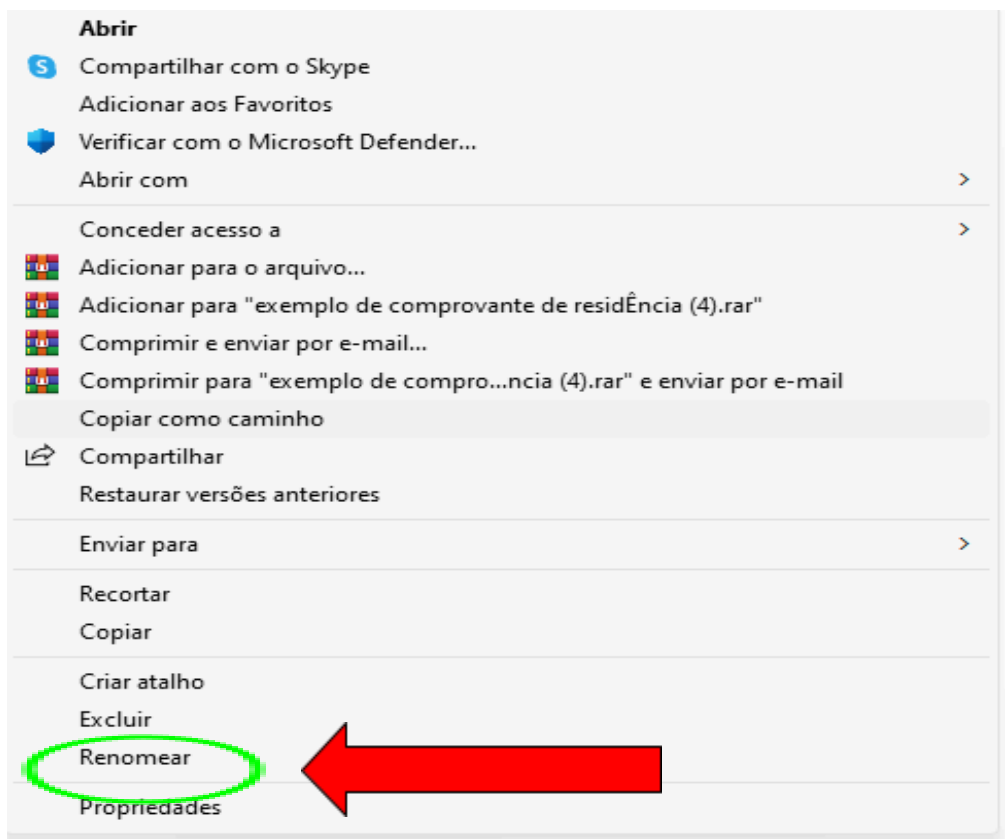 Abrir
Compartilhar com o Skype
Adicionar aos Favoritos
Verificar com o Microsoft Defender...
Abrir com
Conceder acesso a
Adicionar para o arquivo...
Adicionar para "exemplo de comprovante de residÊncia (4).rar"
Comprimir e enviar por e-mail...
Comprimir para "exemplo de compro...ncia (4).rar" e enviar por e-mail
Copiar como caminho
Compartilhar
Restaurar versões anteriores
Enviar para
Recortar
Copiar
Criar atalho
Excluir
Renomear
Propriedades